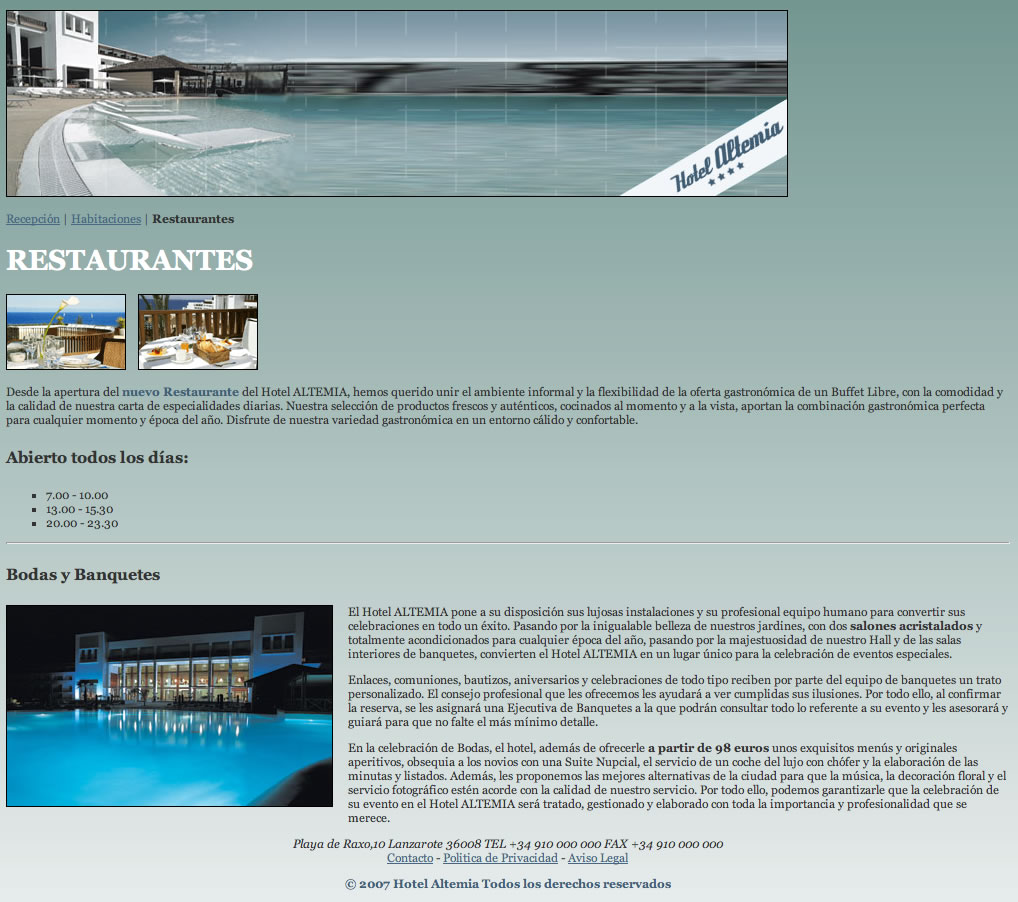 Hotel Altemia
Recepción | Habitaciones | Restaurantes
RESTAURANTES
Desde la apertura del nuevo Restaurante del Hotel ALTEMIA, hemos querido unir el ambiente informal y la flexibilidad de la oferta gastronómica de un Buffet Libre, con la comodidad y
la calidad de nuestra carta de especialidades diarias. Nuestra selección de productos frescos y auténticos, cocinados al momento y a la vista, aportan la combinación gastronómica perfecta
para cualquier momento y época del año. Disfrute de nuestra variedad gastronómica en un entorno cálido y confortable.
Abierto todos los días:
7.00 - 10.00
13.00 - 15.30
20.00 - 23.30
Bodas y Banquetes
El Hotel ALTEMIA pone a su disposición sus lujosas instalaciones y su profesional equipo humano para convertir sus
celebraciones en todo un éxito. Pasando por la inigualable belleza de nuestros jardines, con dos salones acristalados y
totalmente acondicionados para cualquier época del año, pasando por la majestuosidad de nuestro Hall y de las salas
interiores de banquetes, convierten el Hotel ALTEMIA en un lugar único para la celebración de eventos especiales.
Enlaces, comuniones, bautizos, aniversarios y celebraciones de todo tipo reciben por parte del equipo de banquetes un trato
personalizado. El consejo profesional que les ofrecemos les ayudará a ver cumplidas sus ilusiones. Por todo ello, al confirmar
la reserva, se les asignará una Ejecutiva de Banquetes a la que podrán consultar todo lo referente a su evento y les asesorará y
guiará para que no falte el más mínimo detalle.
En la celebración de Bodas, el hotel, además de ofrecerle a partir de 98 euros unos exquisitos menús y originales
aperitivos, obsequia a los novios con una Suite Nupcial, el servicio de un coche del lujo con chófer y la elaboración de las
minutas y listados. Además, les proponemos las mejores alternativas de la ciudad para que la música, la decoración floral y el
servicio fotográfico estén acorde con la calidad de nuestro servicio. Por todo ello, podemos garantizarle que la celebración de
su evento en el Hotel ALTEMIA será tratado, gestionado y elaborado con toda la importancia y profesionalidad que se
merece.
Playa de Raxo,10 Lanzarote 36008 TEL +34 910 000 000 FAX +34 910 000 000
Contacto - Politica de Privacidad - Aviso Legal
© 2007 Hotel Altemia Todos los derechos reservados